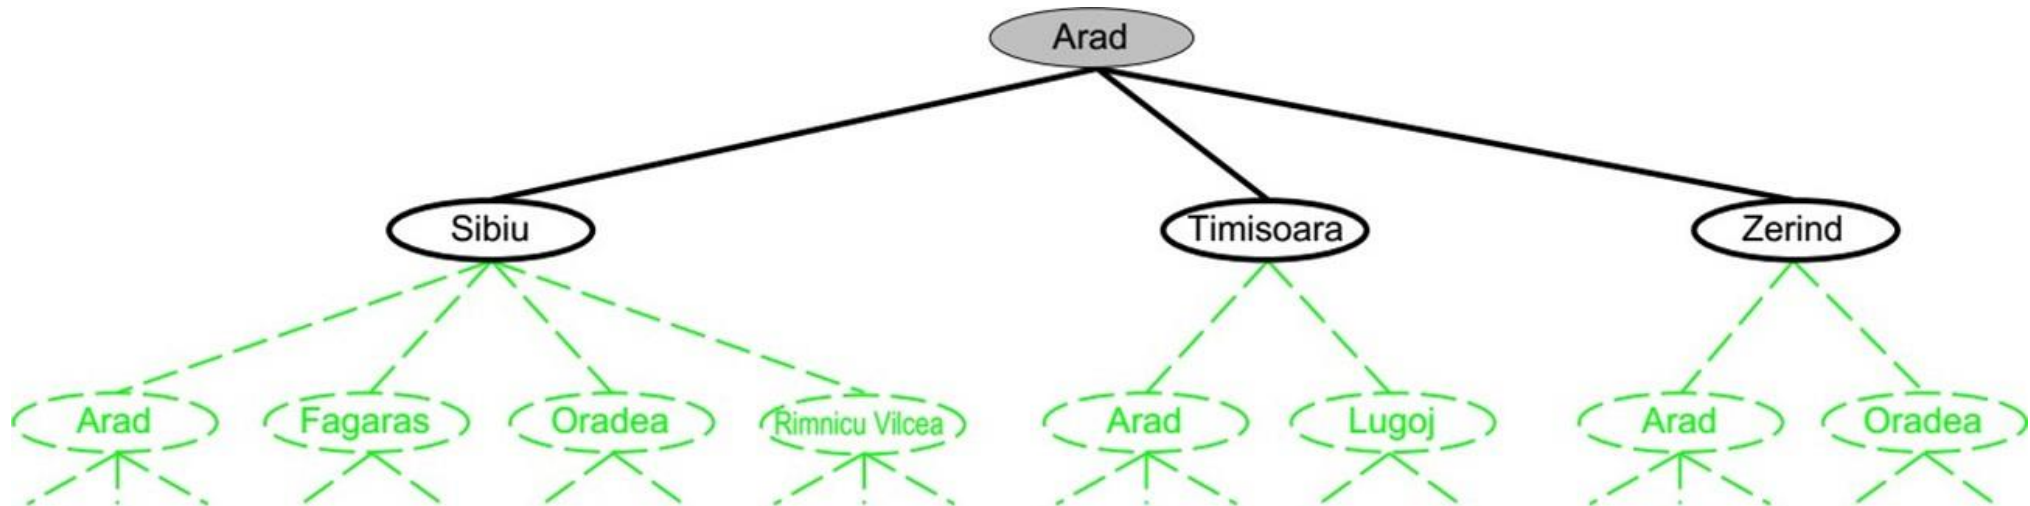 Arad
Sibiu
Timisoara
Zerind
Arad
Fagaras
Oradea
Rimnicu Vilcea
Arad
Lugoj
Arad
Oradea